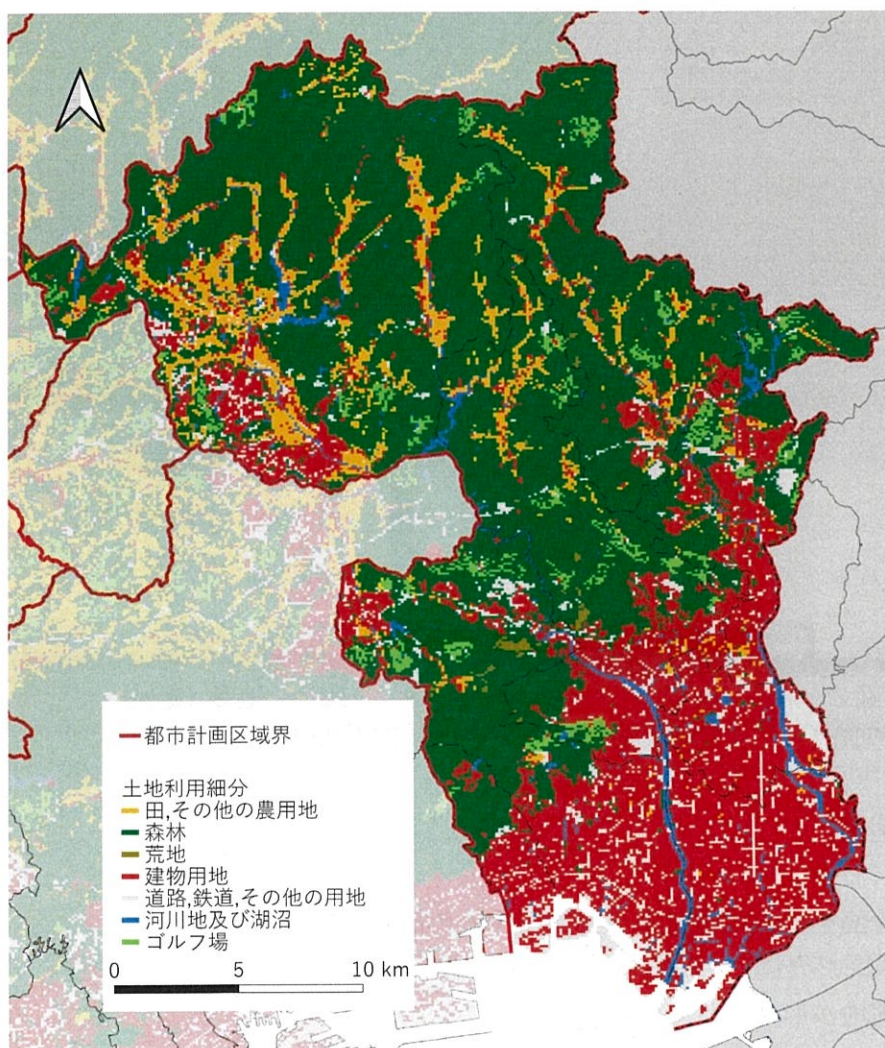 都市計画区域界
土地利用細分
田,その他の農用地
森林
荒地
建物用地
道路,鉄道,その他の用地
河川地及び湖沼
ゴルフ場
0 5 10 km